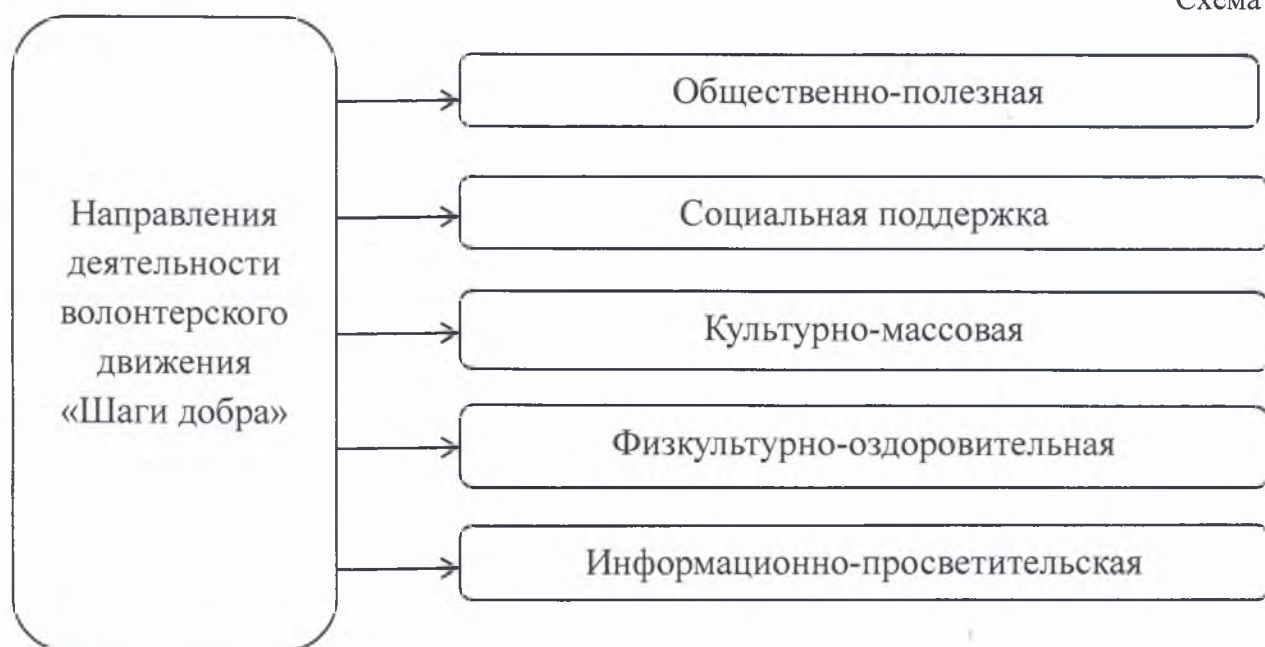 Схема
Направления
деятельности
волонтерского
движения
«Шаги добра»
Общественно-полезная
Социальная поддержка
Культурно-массовая
Физкультурно-оздоровительная
Информационно-просветительская